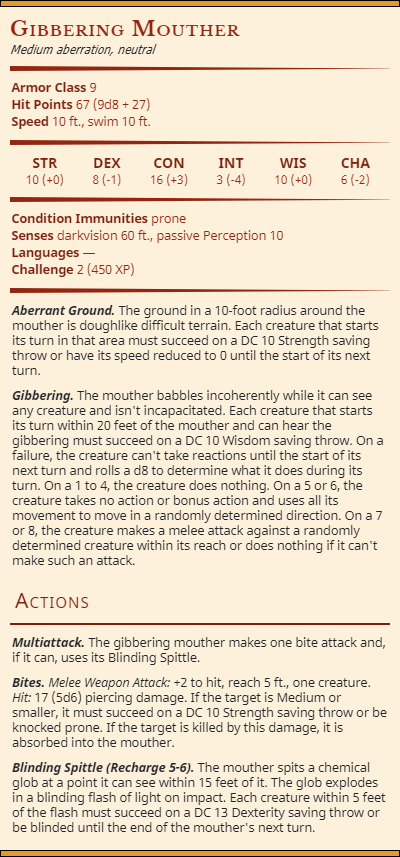 Gibbering Mouther
Medium aberration, neutral
Armor Class 9
Hit Points 67 (9d8 + 27)
Speed 10 ft., swim 10 ft.
STR DEX CON INT WIS CHA
10 (+0) 8 (-1) 16 (+3) 3 (-4) 10 (+0) 6 (-2)
Condition Immunities prone
Senses darkvision 60 ft., passive Perception 10
Languages —
Challenge 2 (450 XP)
Aberrant Ground. The ground in a 10-foot radius around the
mouther is doughlike difficult terrain. Each creature that starts
its turn in that area must succeed on a DC 10 Strength saving
throw or have its speed reduced to 0 until the start of its next
turn.
Gibbering. The mouther babbles incoherently while it can see
any creature and isn't incapacitated. Each creature that starts
its turn within 20 feet of the mouther and can hear the
gibbering must succeed on a DC 10 Wisdom saving throw. On a
failure, the creature can't take reactions until the start of its
next turn and rolls a d8 to determine what it does during its
turn. On a 1 to 4, the creature does nothing. On a 5 or 6, the
creature takes no action or bonus action and uses all its
movement to move in a randomly determined direction. On a 7
or 8, the creature makes a melee attack against a randomly
determined creature within its reach or does nothing if it can't
make such an attack.
Actions
Multiattack. The gibbering mouther makes one bite attack and,
if it can, uses its Blinding Spittle.
Bites. Melee Weapon Attack: +2 to hit, reach 5 ft., one creature.
Hit: 17 (5d6) piercing damage. If the target is Medium or
smaller, it must succeed on a DC 10 Strength saving throw or be
knocked prone. If the target is killed by this damage, it is
absorbed into the mouther.
Blinding Spittle (Recharge 5-6). The mouther spits a chemical
glob at a point it can see within 15 feet of it. The glob explodes
in a blinding flash of light on impact. Each creature within 5 feet
of the flash must succeed on a DC 13 Dexterity saving throw or
be blinded until the end of the mouther's next turn.